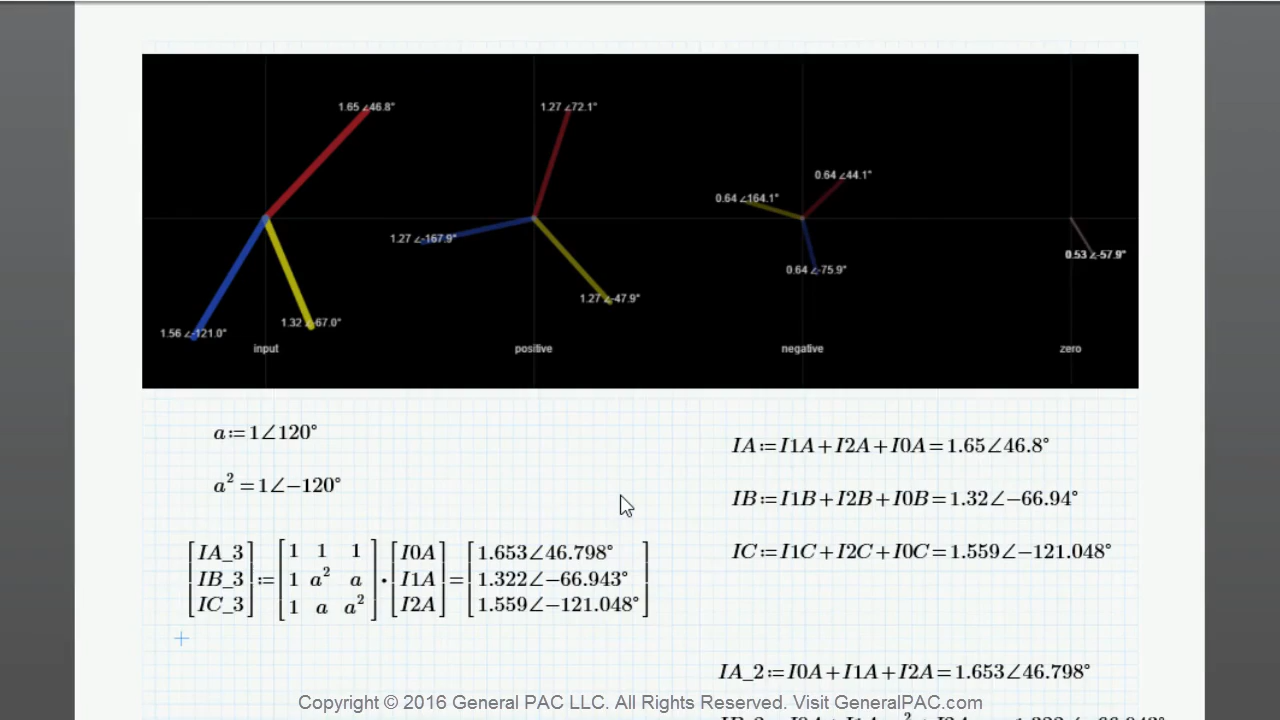 1.65 ∠46.8°
1.27 ∠72.1°
0.64 ∠44.1°
0.64 ∠164.1°
1.27 ∠-167.9°
0.64 ∠-75.9°
0.53 ∠-57.9°
1.27 ∠-47.9°
1.56 ∠-121.0°
1.32 ∠-67.0°
input
positive
negative
zero
a:=1∠120°
a²=1∠−120°
[IA_3] [1 1 1] [I0A] [1.653∠46.798°]
[IB_3]:=[1 a² a]·[I1A]=[1.322∠−66.943°]
[IC_3] [1 a a²] [I2A] [1.559∠−121.048°]
IA:=I1A+I2A+I0A=1.65∠46.8°
IB:=I1B+I2B+I0B=1.32∠−66.94°
IC:=I1C+I2C+I0C=1.559∠−121.048°
IA_2:=I0A+I1A+I2A=1.653∠46.798°
Copyright © 2016 General PAC LLC. All Rights Reserved. Visit GeneralPAC.com